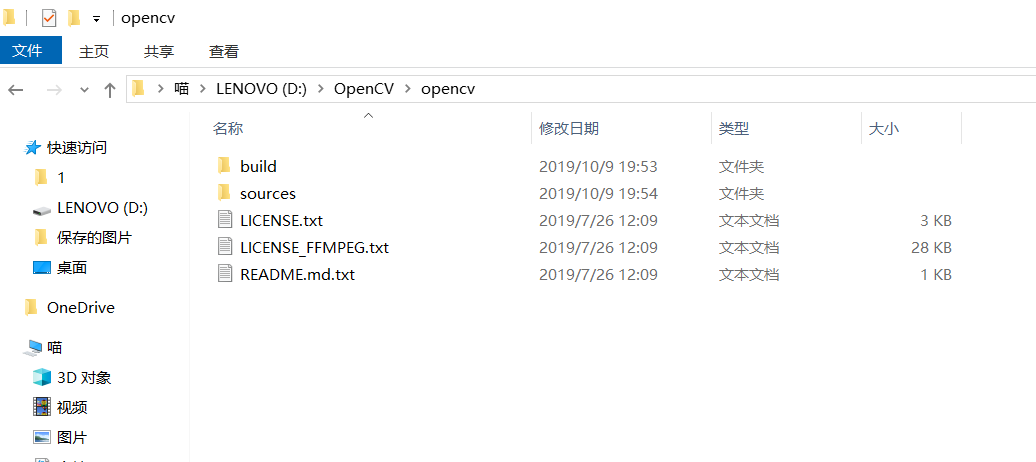 opencv
文件 主页 共享 查看
喵 LENOVO (D:) OpenCV opencv
名称 修改日期 类型 大小
快速访问
1
LENOVO (D:)
保存的图片
桌面
OneDrive
喵
3D 对象
视频
图片
build 2019/10/9 19:53 文件夹
sources 2019/10/9 19:54 文件夹
LICENSE.txt 2019/7/26 12:09 文本文档 3 KB
LICENSE_FFMPEG.txt 2019/7/26 12:09 文本文档 28 KB
README.md.txt 2019/7/26 12:09 文本文档 1 KB